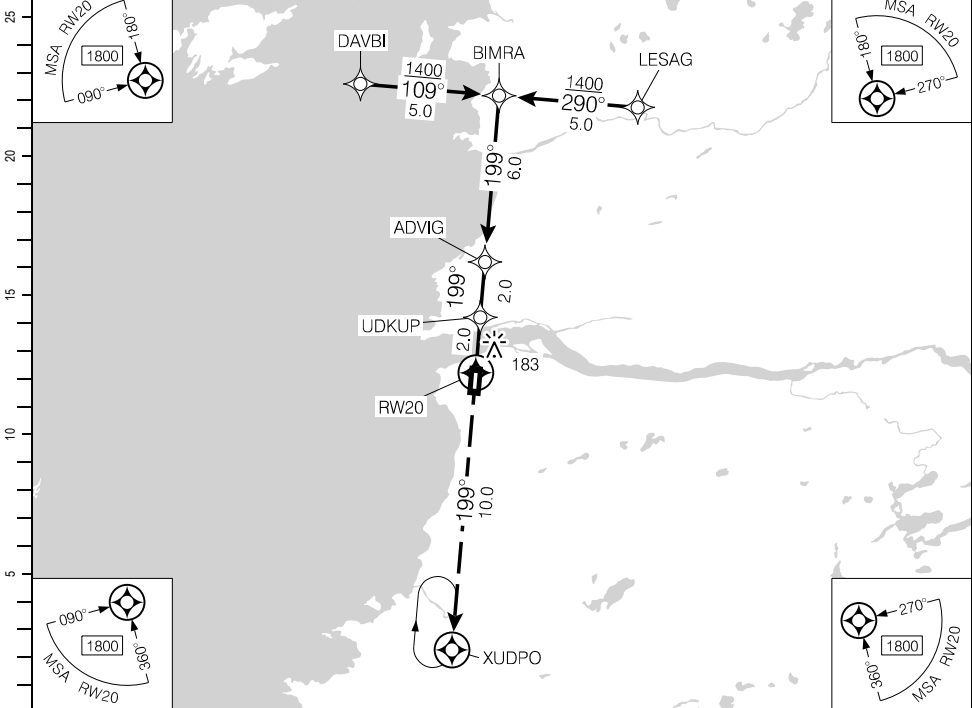 25
MSA RW20
1800
180°
090°
DAVBI
BIMRA
LESAG
1400
109°
5.0
1400
290°
5.0
MSA RW20
1800
180°
270°
20
199°
6.0
ADVIG
15
199°
2.0
UDKUP
2.0
183
RW20
10
199°
10.0
5
090°
1800
360°
MSA RW20
XUDPO
270°
1800
360°
MSA RW20